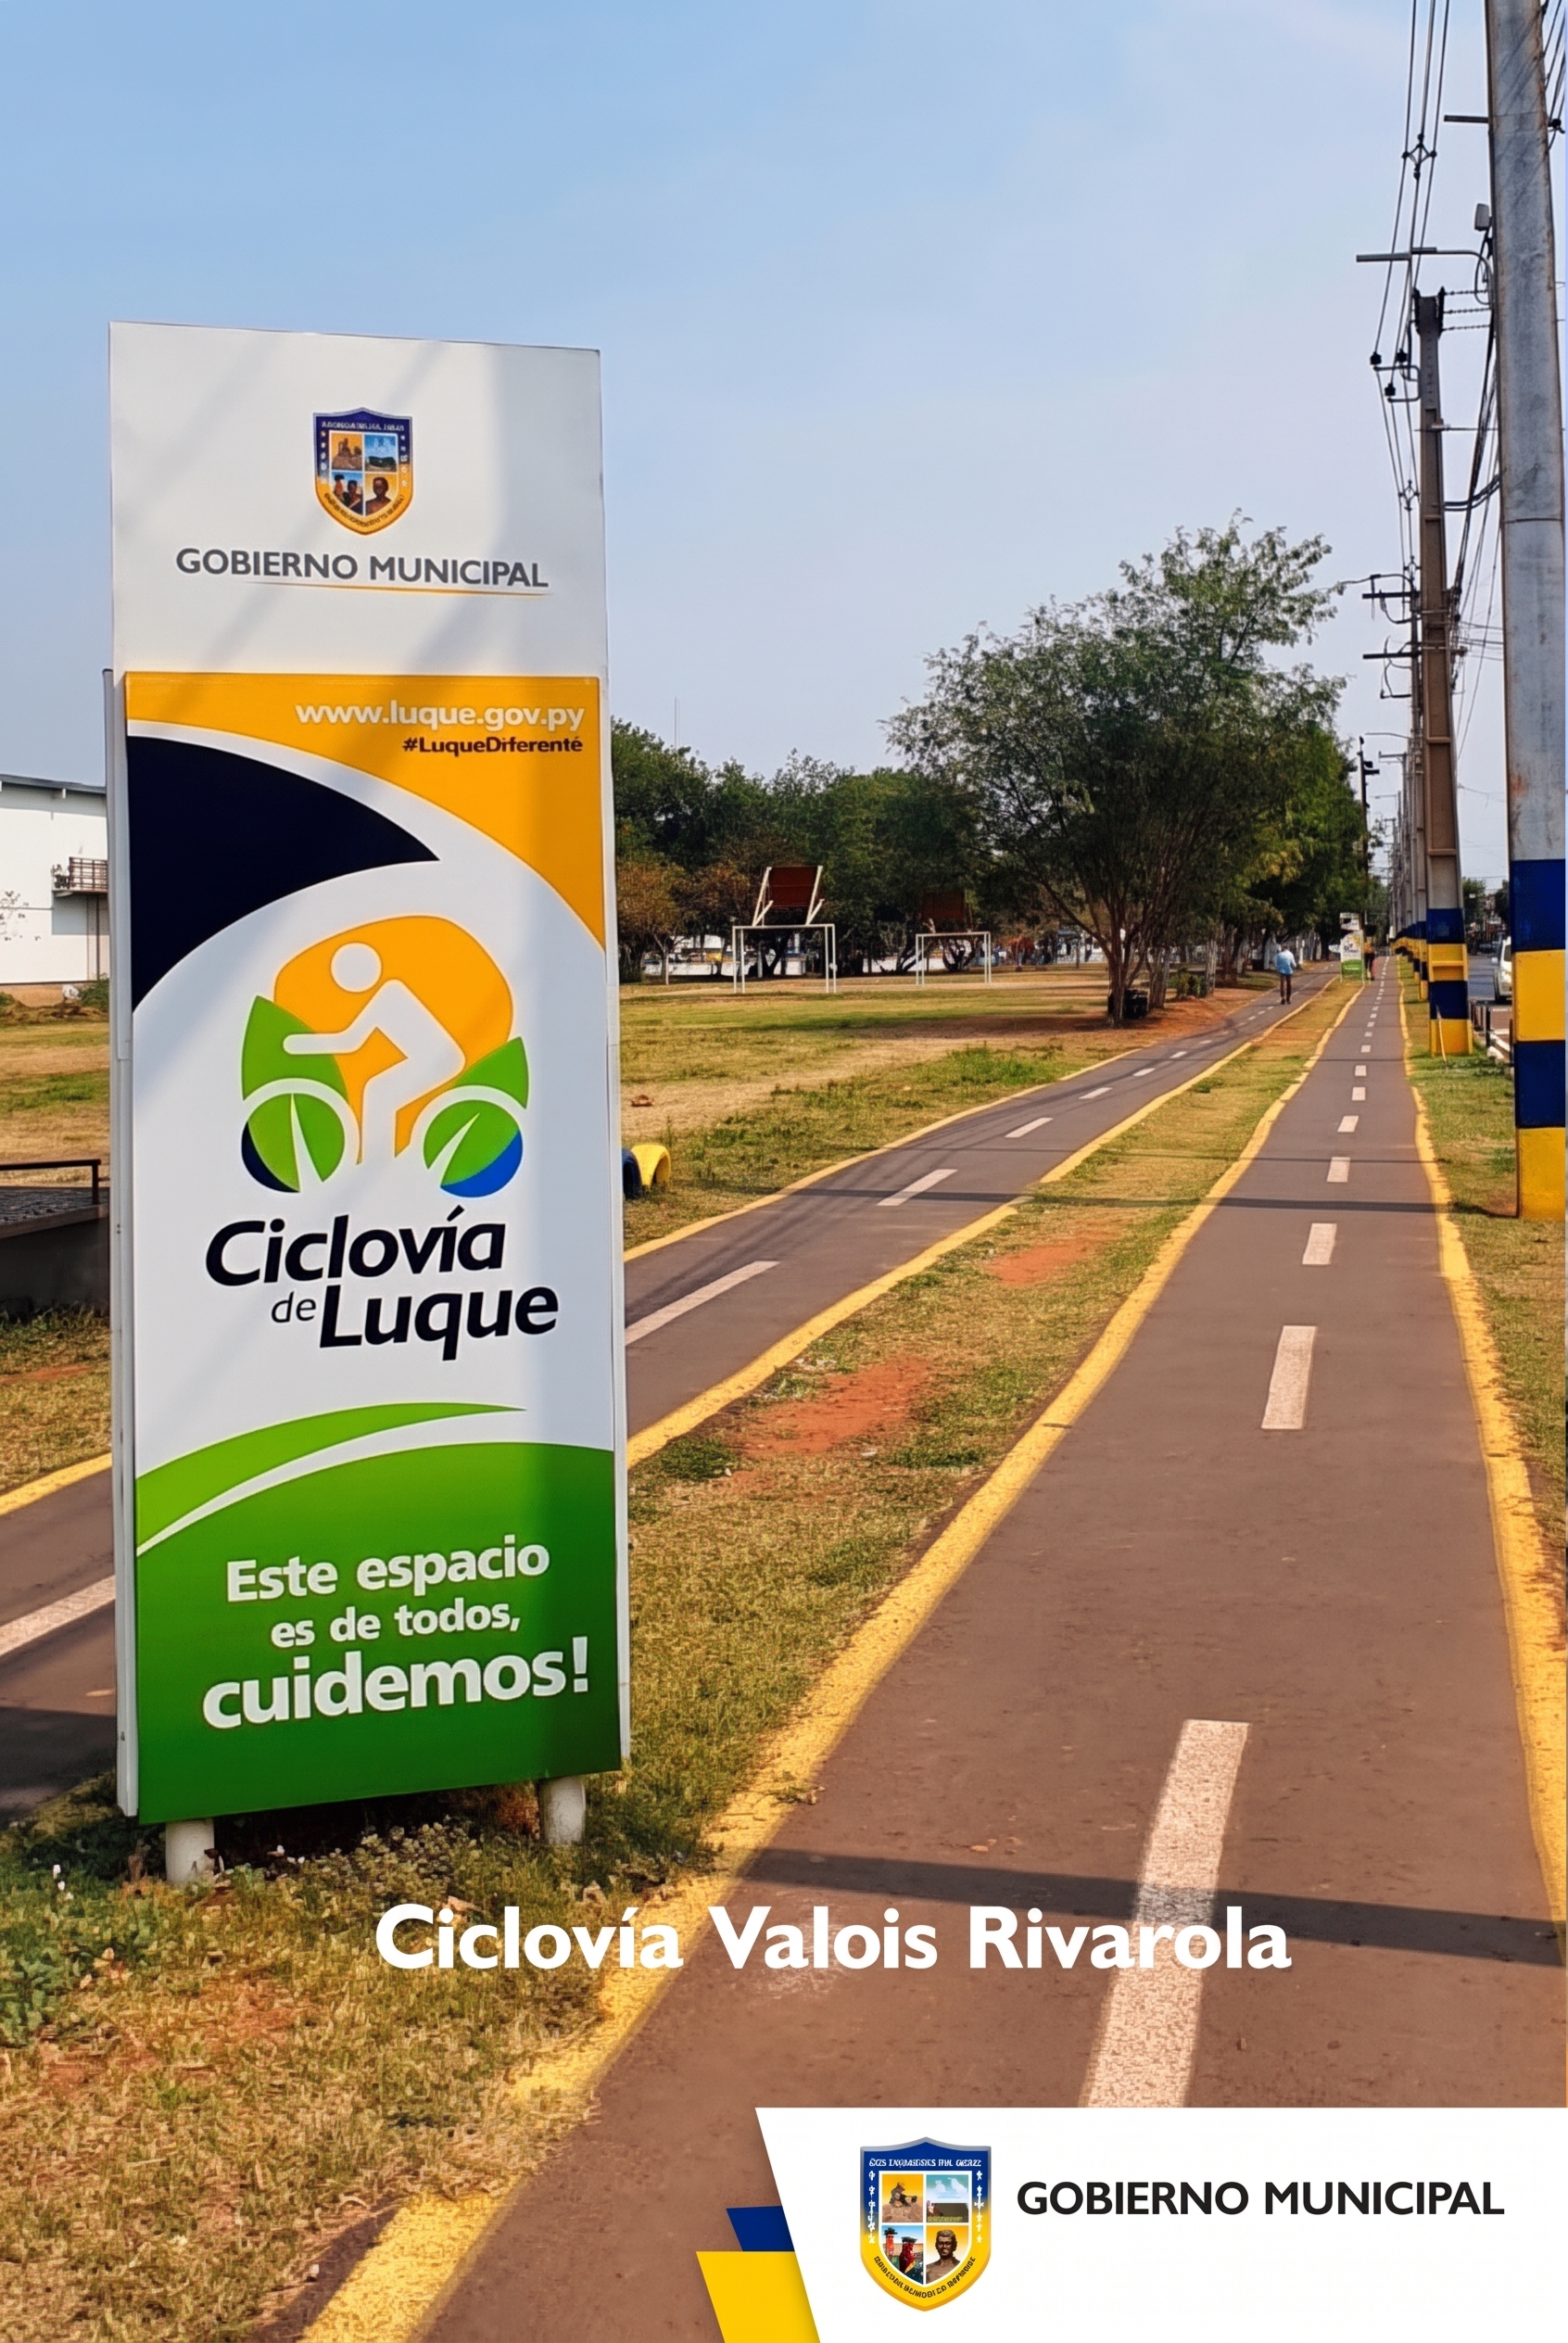 GOBIERNO MUNICIPAL
www.luque.gov.py
#LuqueDiferenté
Ciclovía
de Luque
Este espacio
es de todos,
cuidemos!
Ciclovía Valois Rivarola
GOBIERNO MUNICIPAL